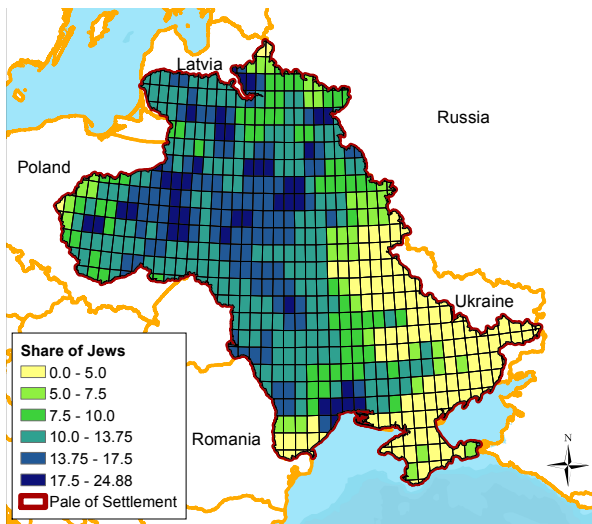 Latvia
Russia
Poland
Ukraine
Romania
Share of Jews
0.0 - 5.0
5.0 - 7.5
7.5 - 10.0
10.0 - 13.75
13.75 - 17.5
17.5 - 24.88
Pale of Settlement
N